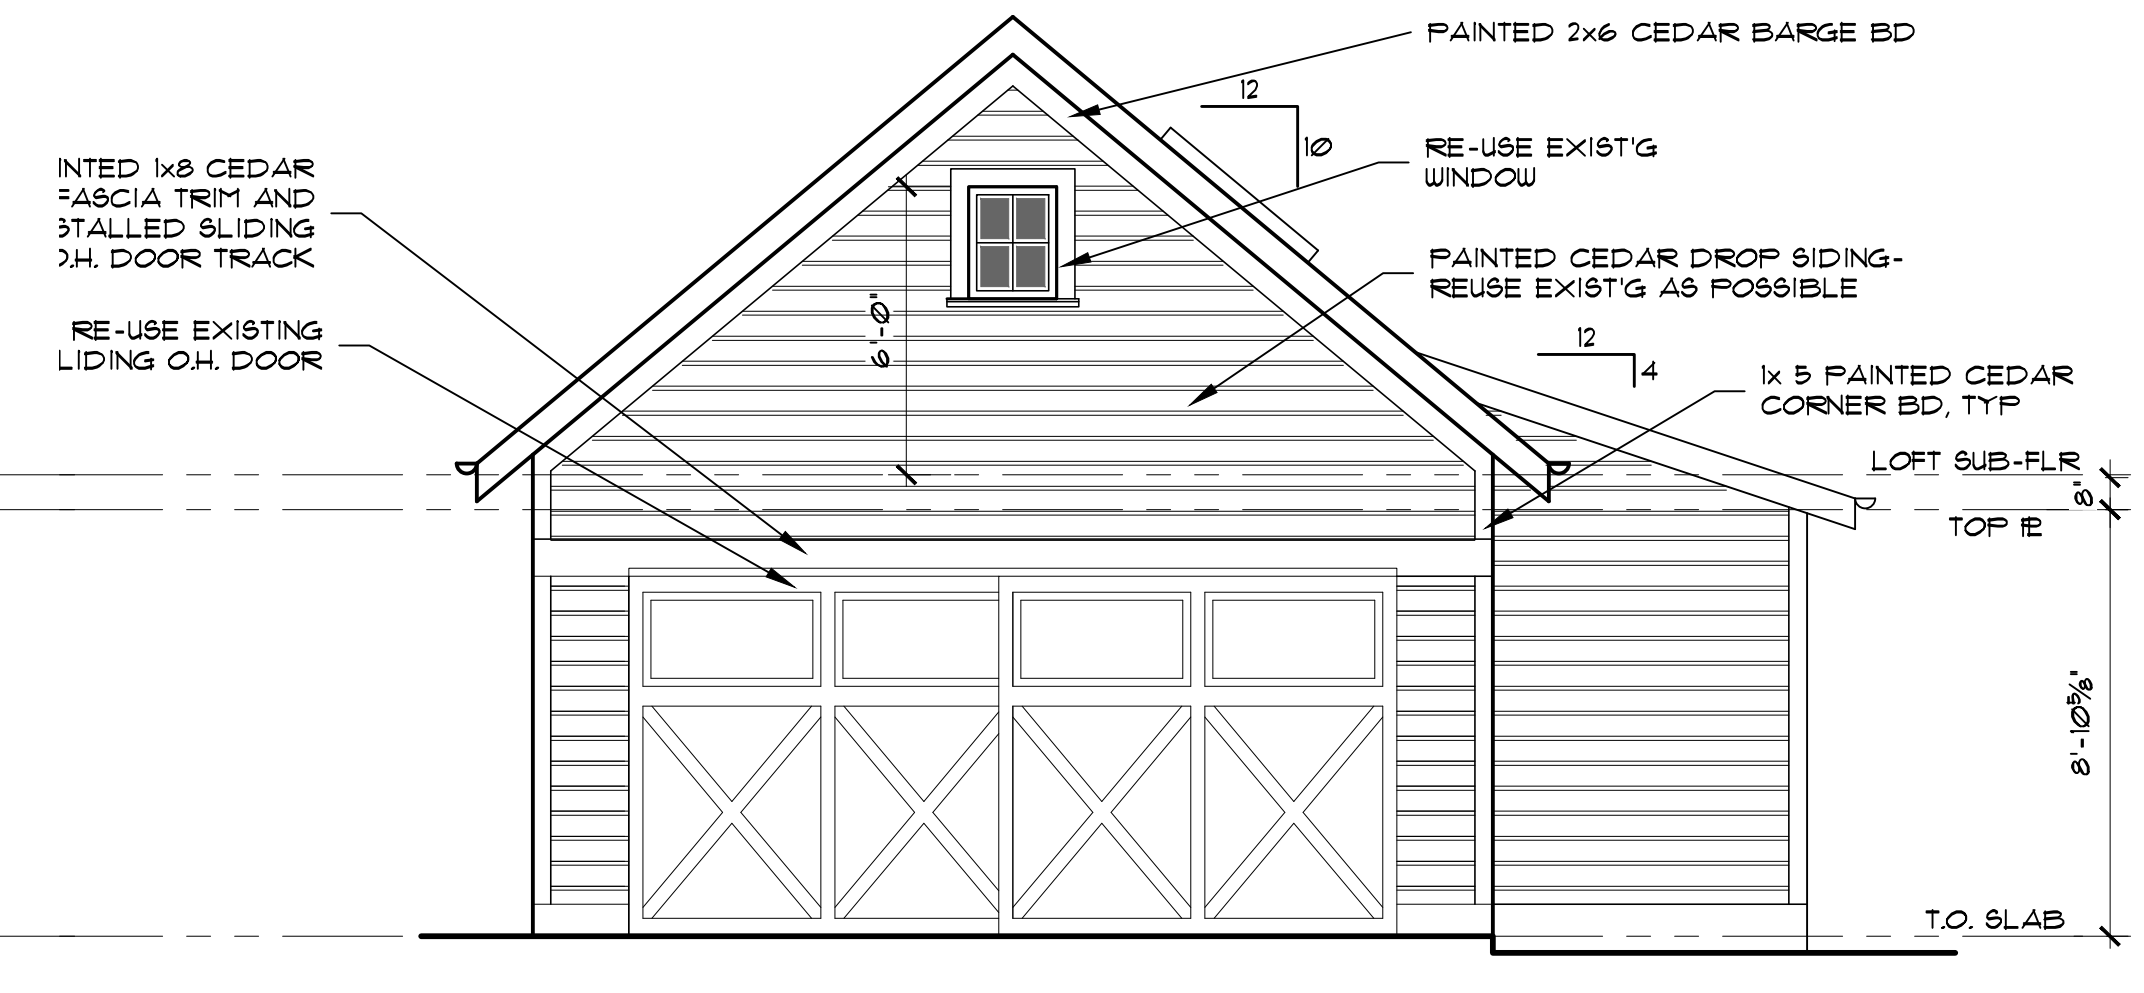 PAINTED 2x6 CEDAR BARGE BD
12
10
RE-USE EXIST'G
WINDOW
INTED 1x8 CEDAR
FASCIA TRIM AND
STALLED SLIDING
O.H. DOOR TRACK
PAINTED CEDAR DROP SIDING-
REUSE EXIST'G AS POSSIBLE
6'-0"
RE-USE EXISTING
LIDING O.H. DOOR
12
4
1x 5 PAINTED CEDAR
CORNER BD, TYP
LOFT SUB-FLR
8"
TOP PL
8'-10⅝"
T.O. SLAB